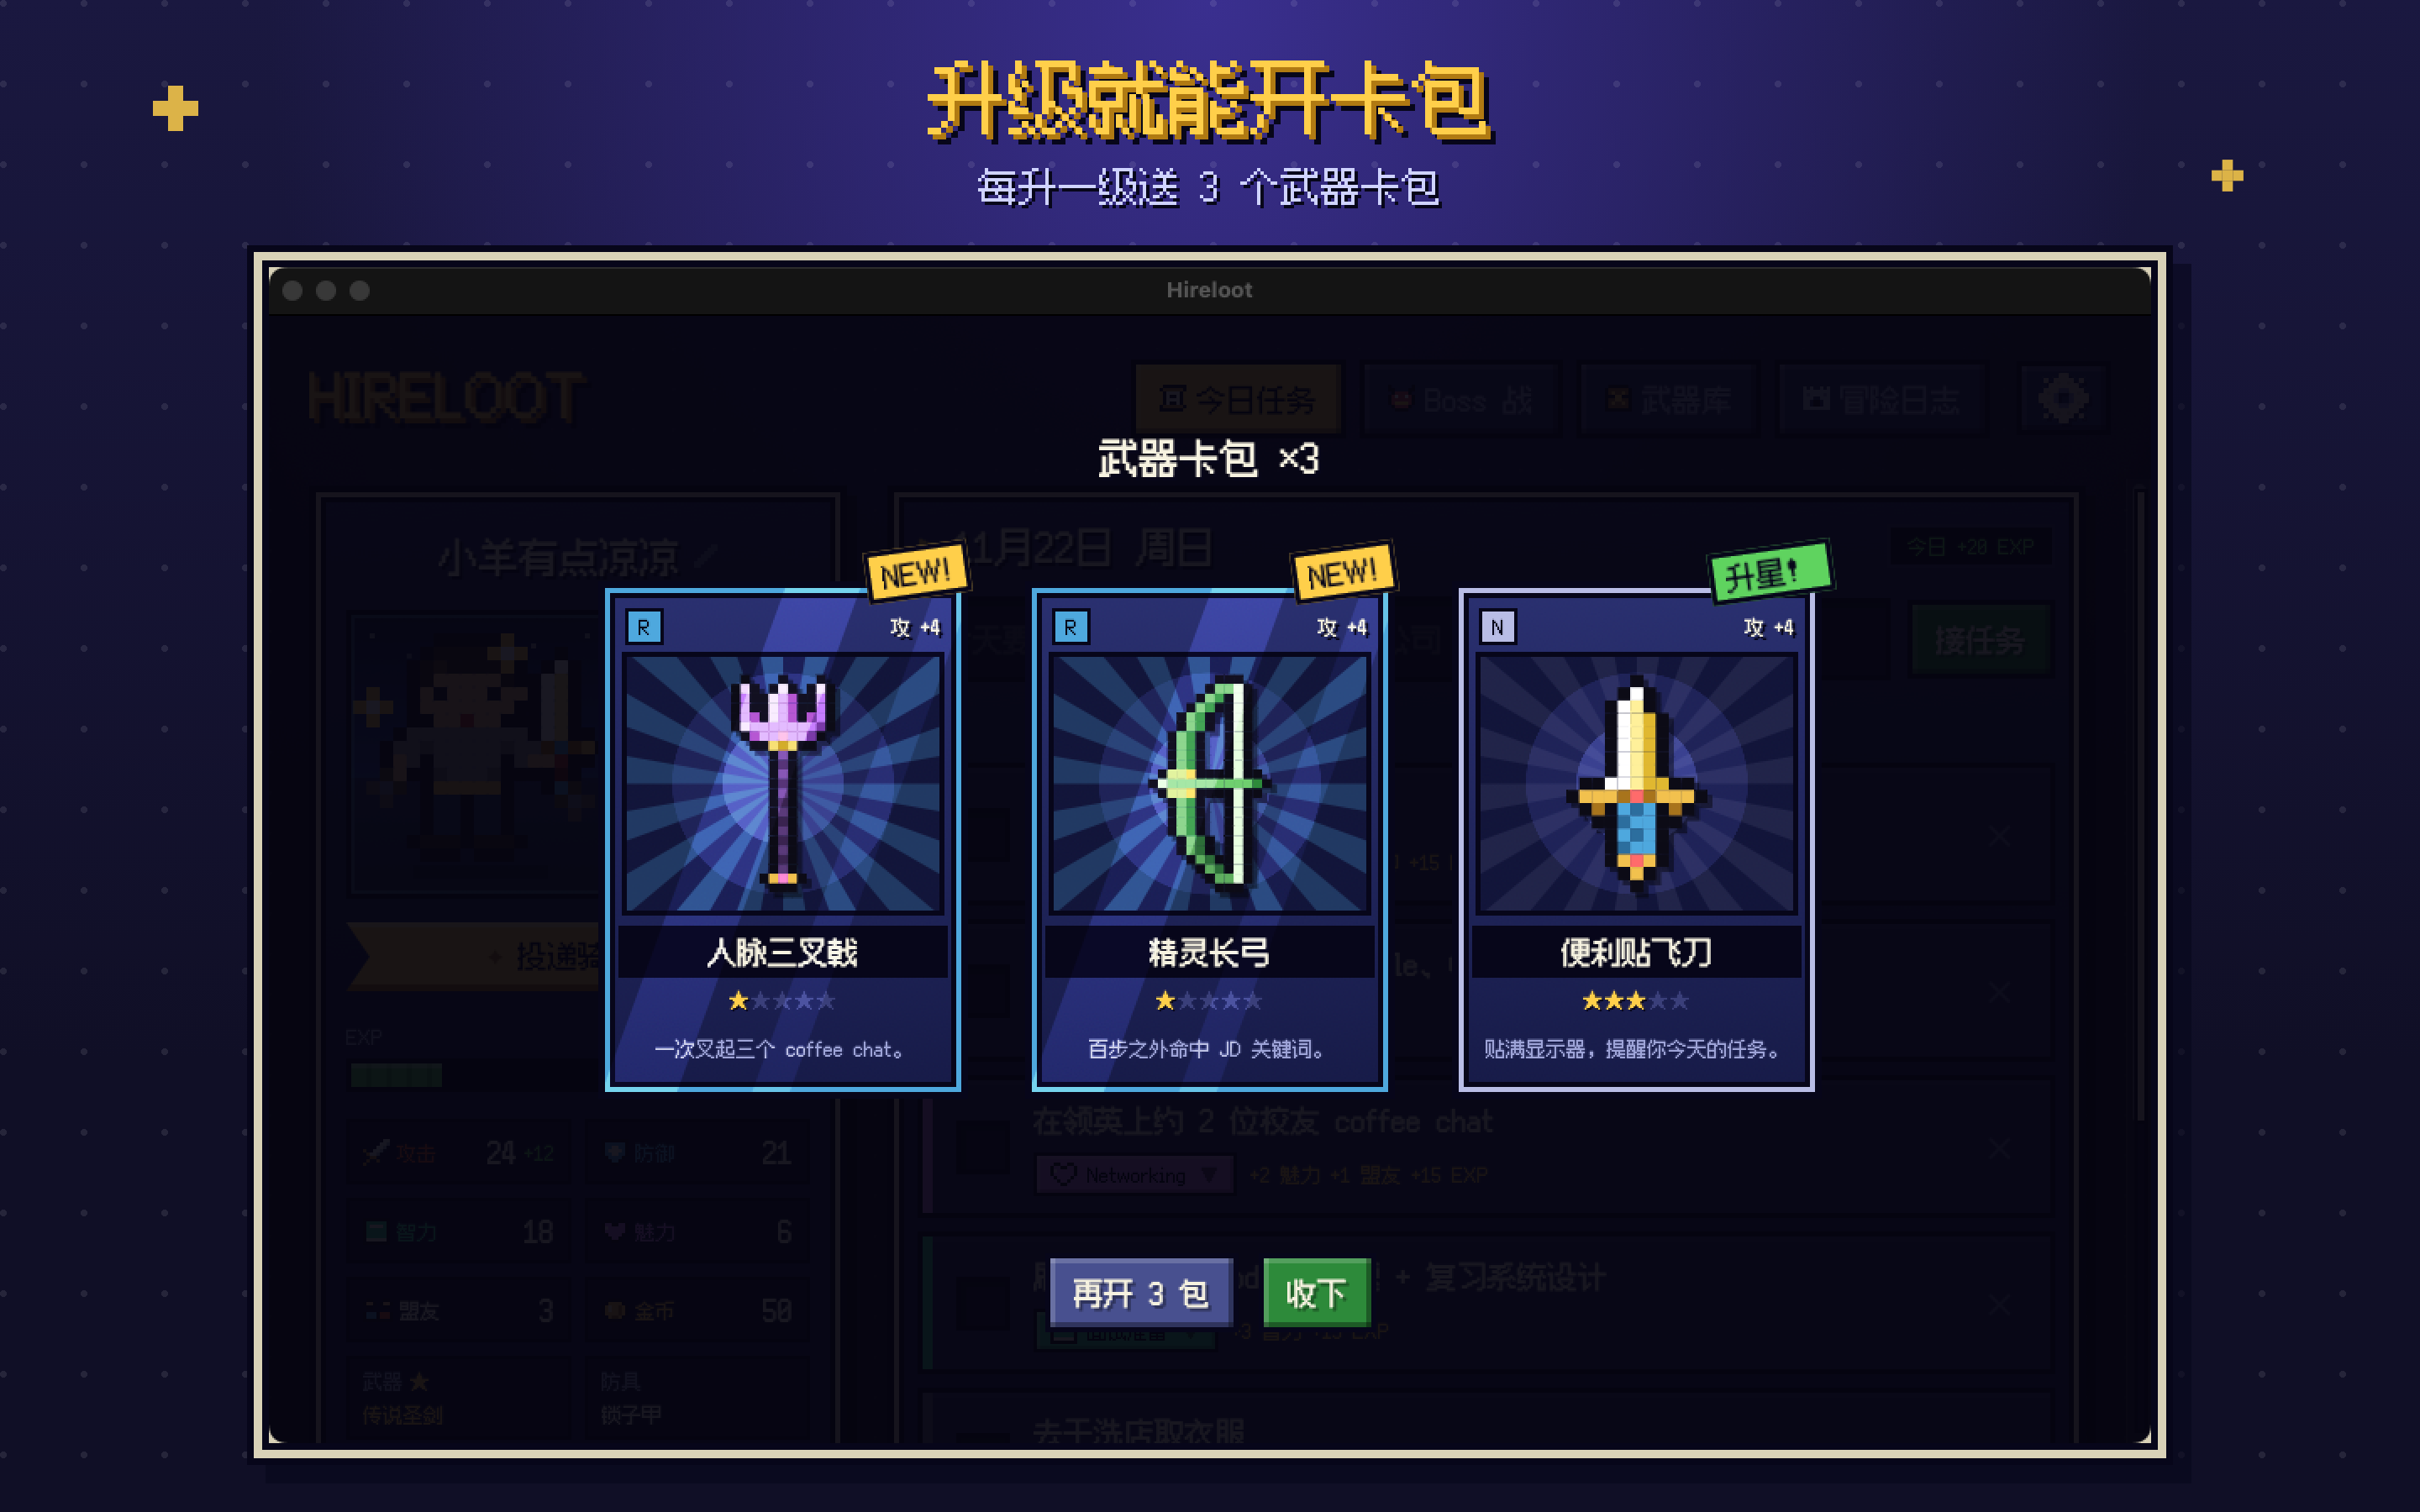 升级就能开卡包
每升一级送 3 个武器卡包
Hireloot
HIRELOOT
今日任务
Boss 战
武器库
冒险日志
武器卡包 ×3
小羊有点凉凉
11月22日 周日
今日 +20 EXP
接任务
NEW!
R
攻 +4
人脉三叉戟
一次叉起三个 coffee chat。
NEW!
R
攻 +4
精灵长弓
百步之外命中 JD 关键词。
升星!
N
攻 +4
便利贴飞刀
贴满显示器，提醒你今天的任务。
EXP
攻击 24 +12
防御 21
智力 18
魅力 6
盟友 3
金币 50
武器
传说圣剑
防具
锁子甲
在领英上约 2 位校友 coffee chat
Networking
+2 魅力 +1 盟友 +15 EXP
+ 复习系统设计
再开 3 包
收下
去干洗店取衣服